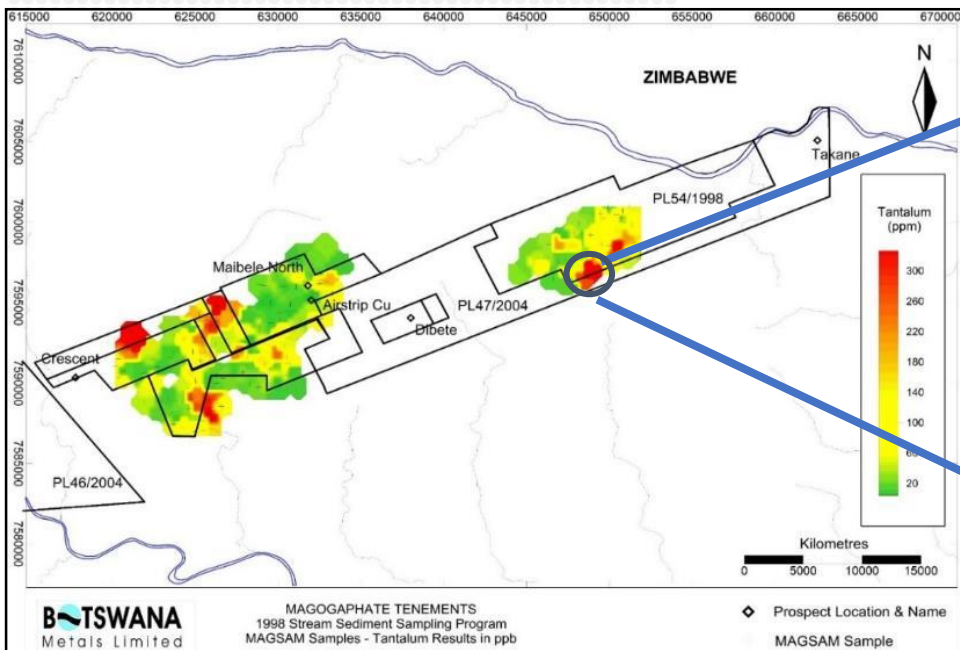 615000 620000 625000 630000 635000 640000 645000 650000 655000 660000 665000 670000
7610000
7605000
7600000
7595000
7590000
7585000
7580000
ZIMBABWE
N
Takane
PL54/1998
Tantalum
(ppm)
300
260
200
140
100
20
Maibele North
Airstrip Cu
PL47/2004
Dibete
Crescent
PL46/2004
Kilometres
0 5000 10000 15000
BOTSWANA
Metals Limited
MAGOGAPHATE TENEMENTS
1998 Stream Sediment Sampling Program
MAGSAM Samples - Tantalum Results in ppb
Prospect Location & Name
MAGSAM Sample